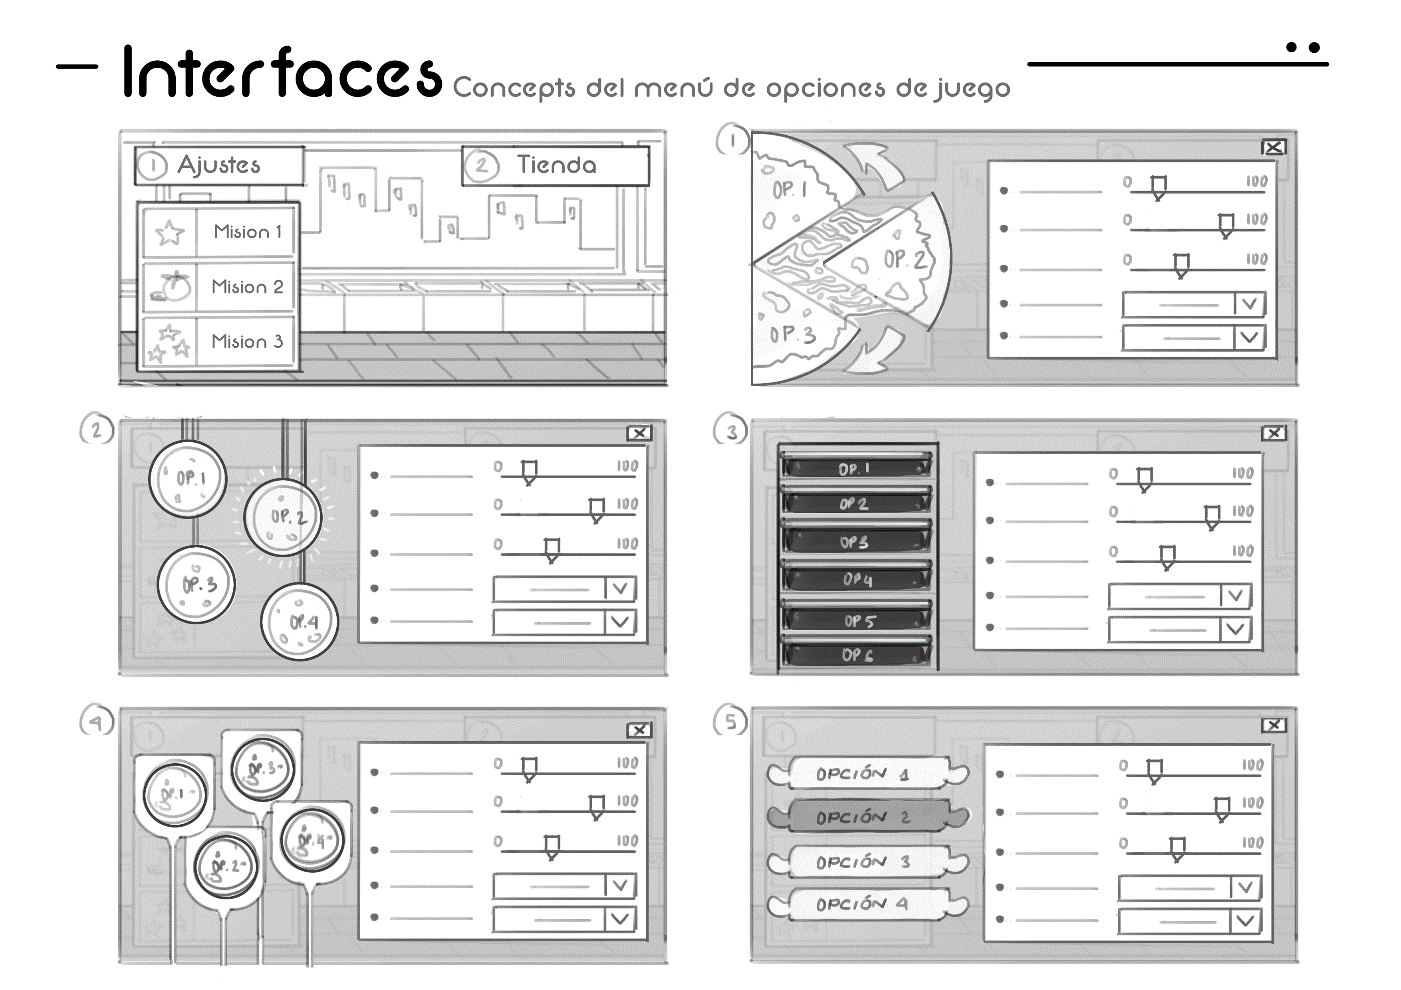 Interfaces Concepts del menú de opciones de juego
1 Ajustes
2 Tienda
Mision 1
Mision 2
Mision 3
1
OP. 1
OP. 2
OP. 3
0 100
0 100
0 100
2
OP. 1
OP. 2
OP. 3
OP. 4
0 100
0 100
0 100
3
OP. 1
OP 2
OP 3
OP 4
OP 5
OP 6
0 100
0 100
0 100
4
OP. 3
OP. 1
OP. 4
OP. 2
0 100
0 100
0 100
5
OPCIÓN 1
OPCIÓN 2
OPCIÓN 3
OPCIÓN 4
0 100
0 100
0 100